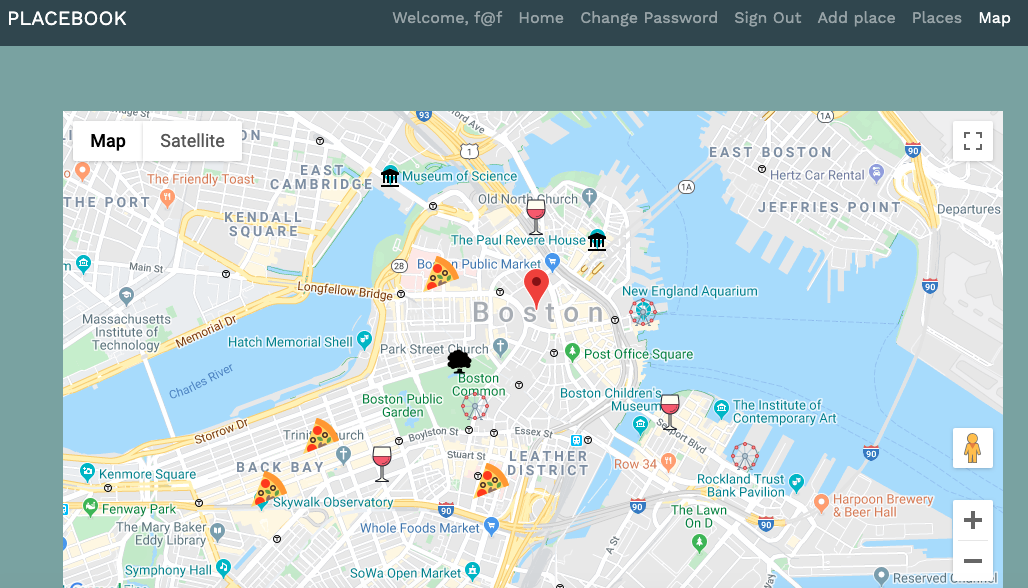 PLACEBOOK
Welcome, f@f Home Change Password Sign Out Add place Places Map
Map Satellite
93
1
1A
90
EAST BOSTON
Hertz Car Rental
1A
EAST
CAMBRIDGE
Museum of Science
The Friendly Toast
THE PORT
KENDALL
SQUARE
Old North Church
JEFFRIES POINT
Departures
The Paul Revere House
Main St
28
Boston Public Market
Longfellow Bridge
90
New England Aquarium
Boston
Massachusetts
Institute of
Technology
Memorial Dr
Hatch Memorial Shell
Park Street Church
Post Office Square
Charles River
Boston
Common
Boston Public
Garden
Boston Children's
Museum
The Institute of
Contemporary Art
Storrow Dr
Boylston St
Essex St
BACK BAY
Stuart St
LEATHER
DISTRICT
Row 34
90
Kenmore Square
Rockland Trust
Bank Pavilion
Skywalk Observatory
Fenway Park
90
90
The Lawn
On D
90
Harpoon Brewery
& Beer Hall
The Mary Baker
Eddy Library
Whole Foods Market
A St
Symphony Hall
SoWa Open Market
Reserved Channel